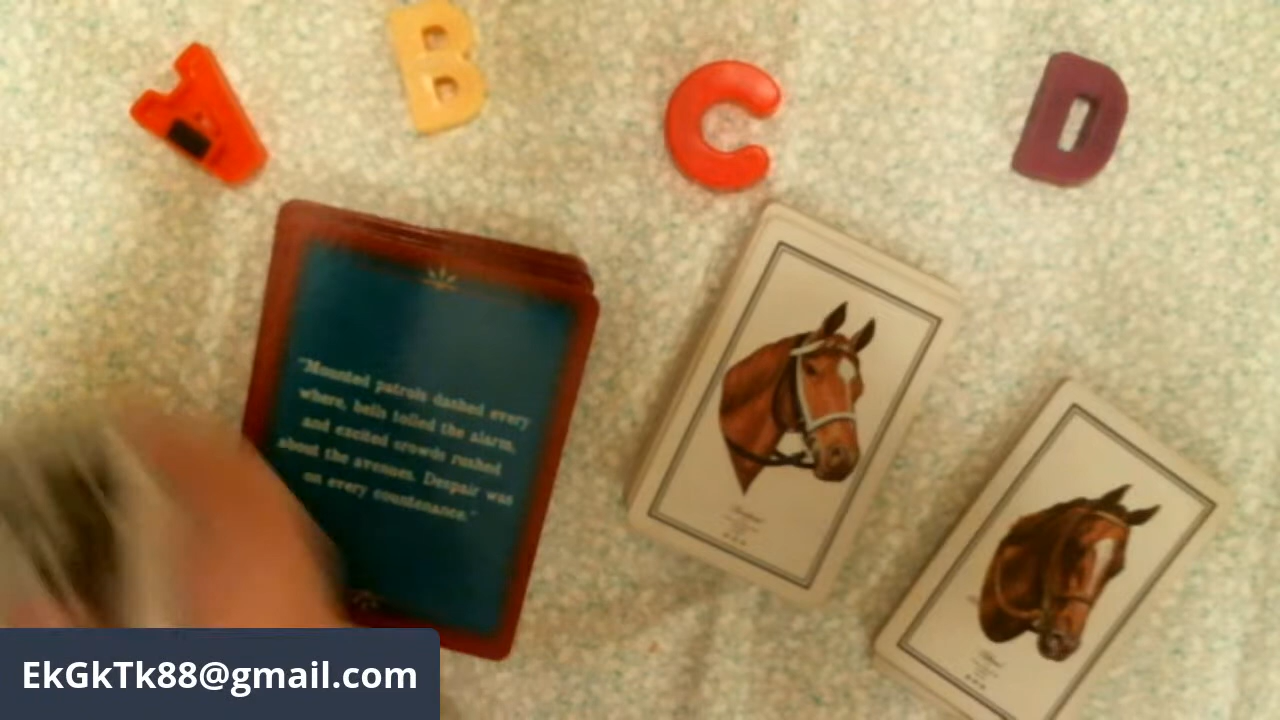 A
B
C
D
"Mounted patrols dashed every
where, bells tolled the alarm,
and excited crowds rushed
about the avenues. Despair was
on every countenance."
EkGkTk88@gmail.com